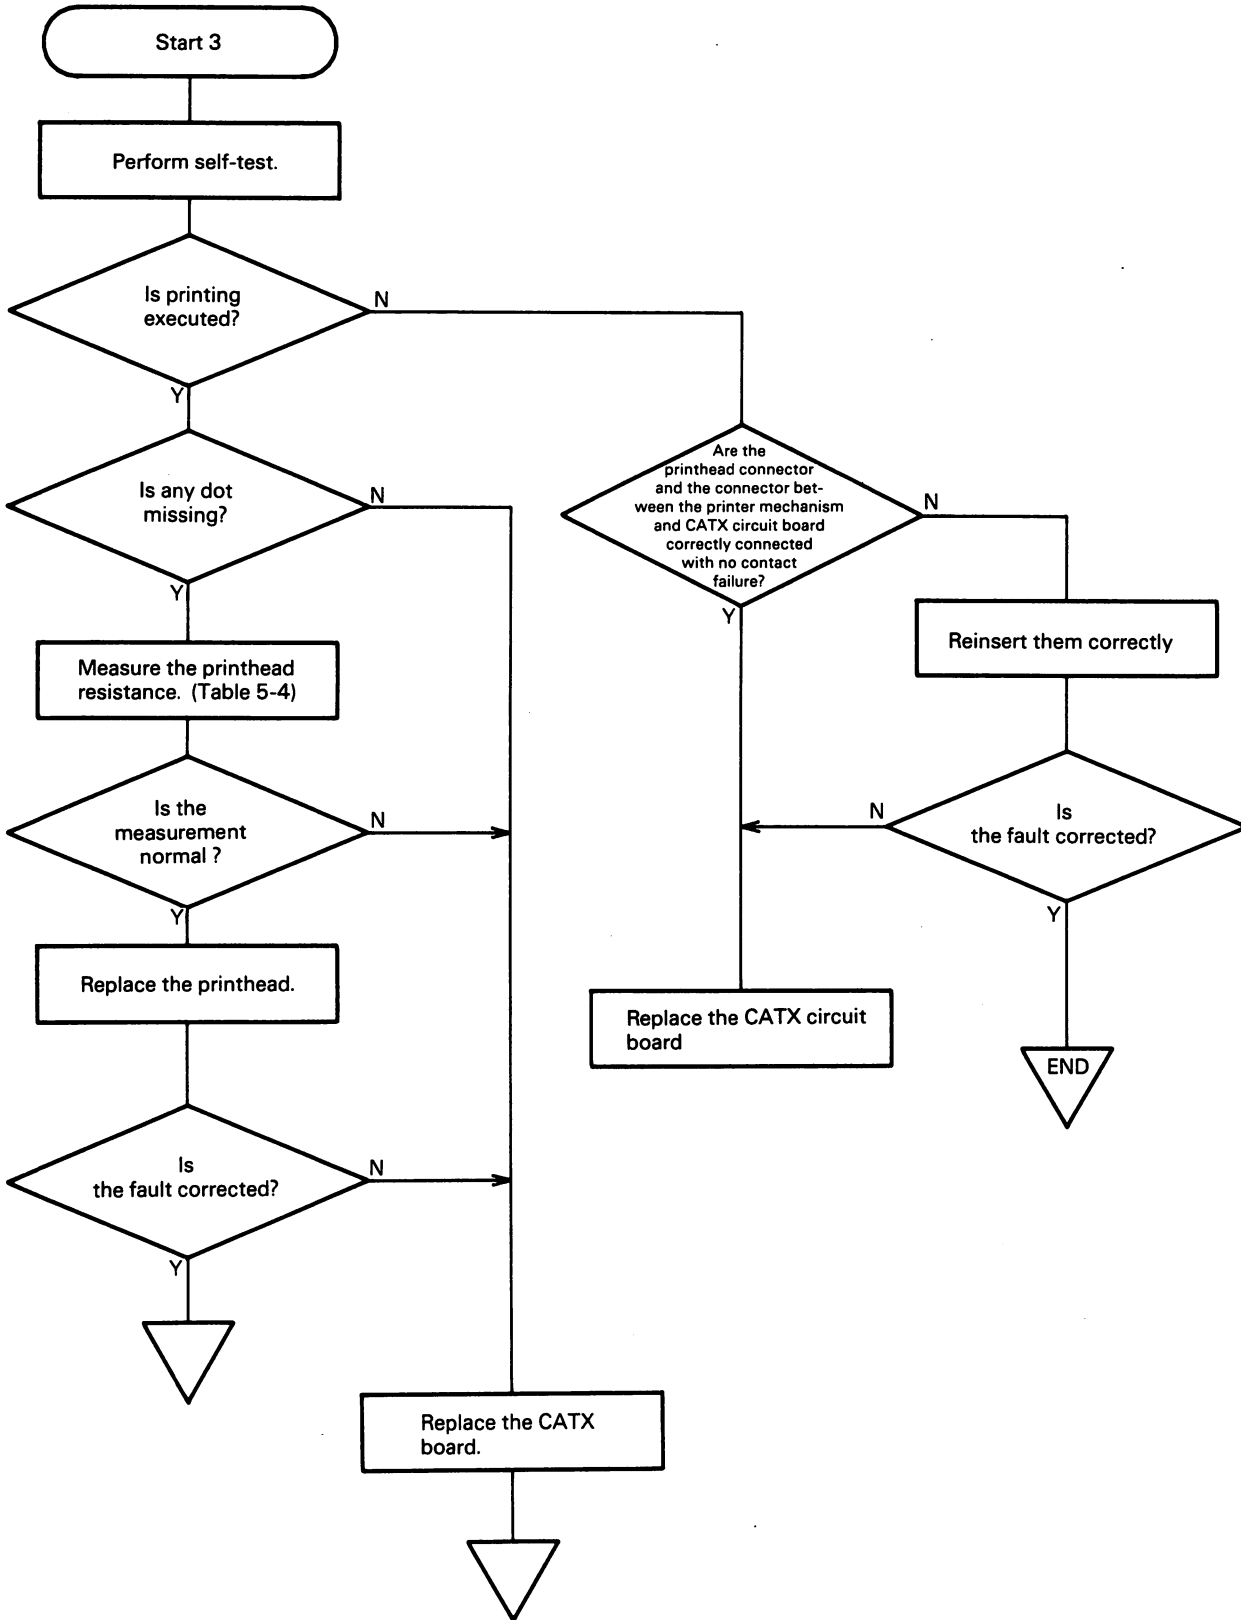 Start 3
Perform self-test.
Is printing
executed?
N
Y
Is any dot
missing?
N
Y
Measure the printhead
resistance. (Table 5-4)
Is the
measurement
normal ?
N
Y
Replace the printhead.
Is
the fault corrected?
N
Y
Replace the CATX
board.
Are the
printhead connector
and the connector bet-
ween the printer mechanism
and CATX circuit board
correctly connected
with no contact
failure?
N
Y
Reinsert them correctly
Is
the fault corrected?
N
Y
Replace the CATX circuit
board
END